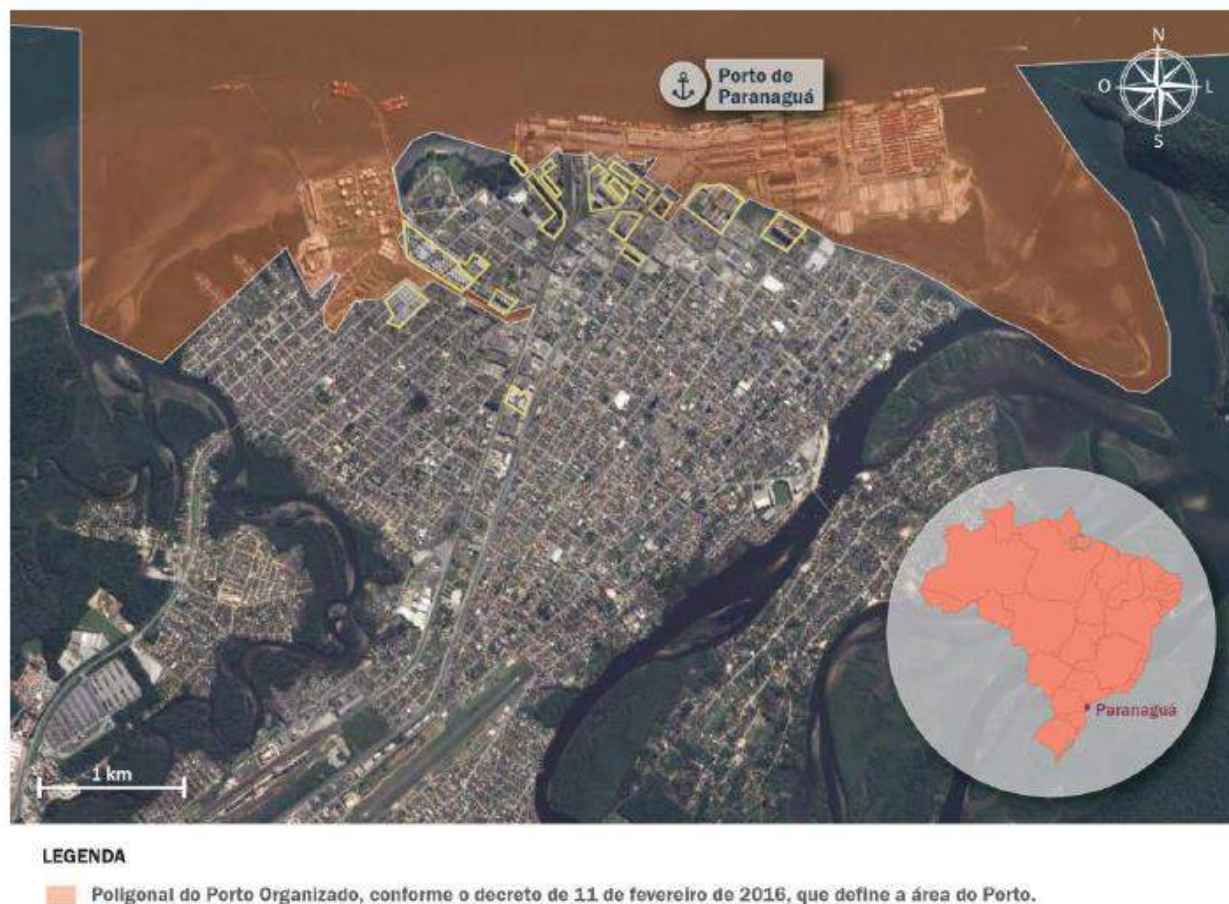 Porto de
Paranaguá
N
O
L
S
Paranaguá
1 km
LEGENDA
Poligonal do Porto Organizado, conforme o decreto de 11 de fevereiro de 2016, que define a área do Porto.